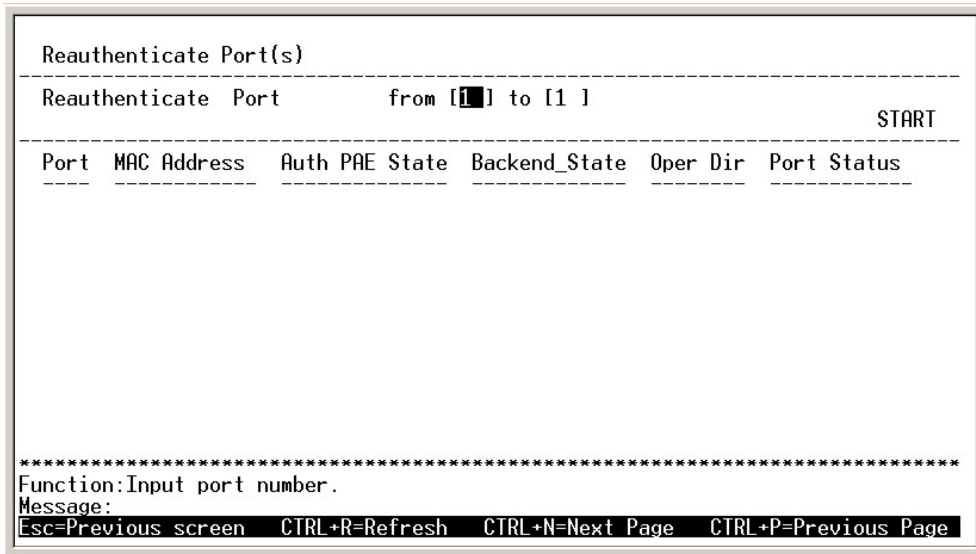 Reauthenticate Port(s)
Reauthenticate Port from [1 ] to [1 ]
START
Port MAC Address Auth PAE State Backend_State Oper Dir Port Status
********************************************************************************
Function:Input port number.
Message:
Esc=Previous screen CTRL+R=Refresh CTRL+N=Next Page CTRL+P=Previous Page